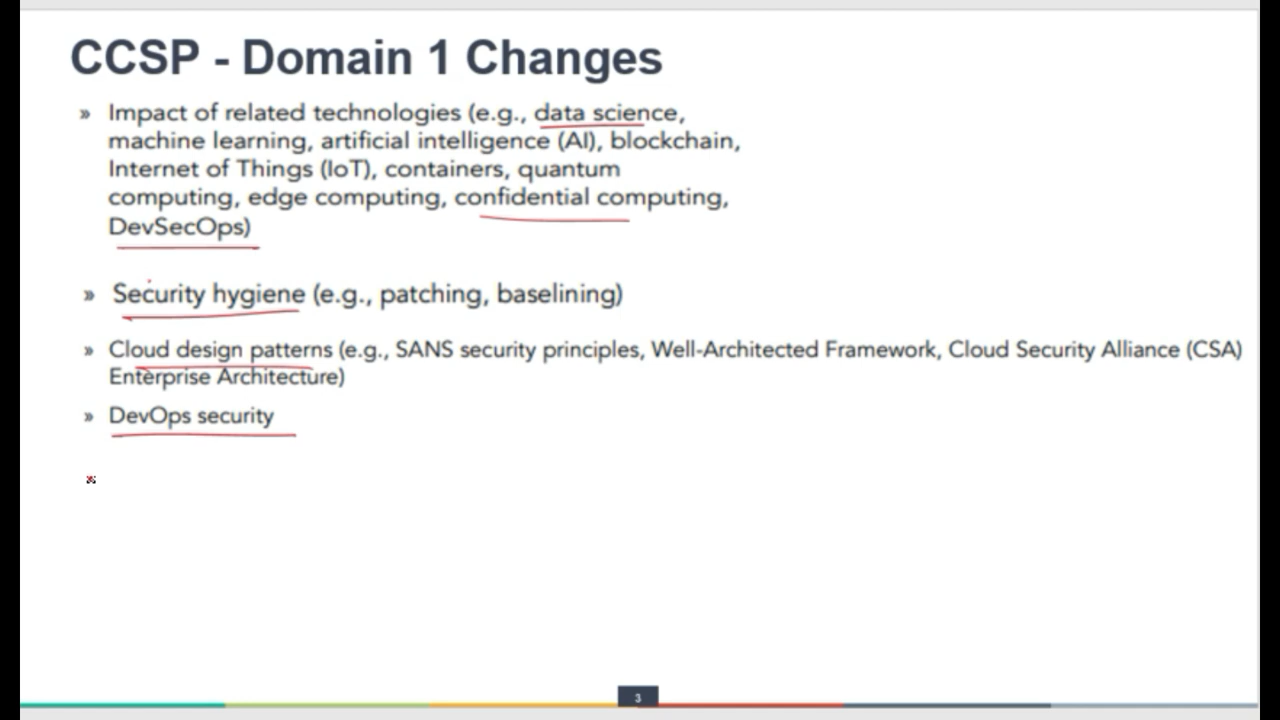 CCSP - Domain 1 Changes
» Impact of related technologies (e.g., data science,
machine learning, artificial intelligence (AI), blockchain,
Internet of Things (IoT), containers, quantum
computing, edge computing, confidential computing,
DevSecOps)
» Security hygiene (e.g., patching, baselining)
» Cloud design patterns (e.g., SANS security principles, Well-Architected Framework, Cloud Security Alliance (CSA)
Enterprise Architecture)
» DevOps security
3